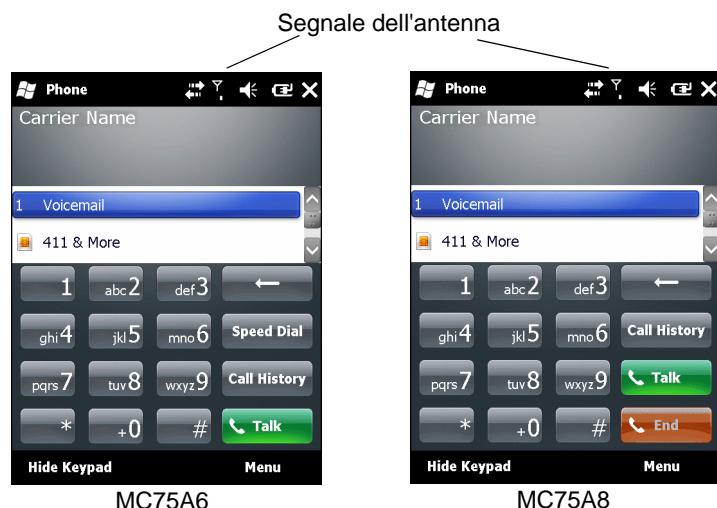 Segnale dell'antenna
Phone
Carrier Name
1 Voicemail
411 & More
1 abc2 def3
ghi4 jkl5 mno6 Speed Dial
pqrs7 tuv8 wxyz9 Call History
* +0 # Talk
Hide Keypad Menu
MC75A6
Phone
Carrier Name
1 Voicemail
411 & More
1 abc2 def3
ghi4 jkl5 mno6 Call History
pqrs7 tuv8 wxyz9 Talk
* +0 # End
Hide Keypad Menu
MC75A8